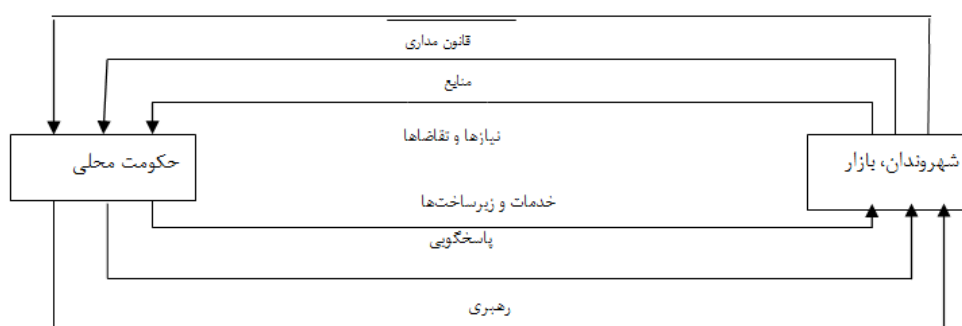 قانون مداری
منابع
نیازها و تقاضاها
شهروندان، بازار
حکومت محلی
خدمات و زیرساخت‌ها
پاسخگویی
رهبری